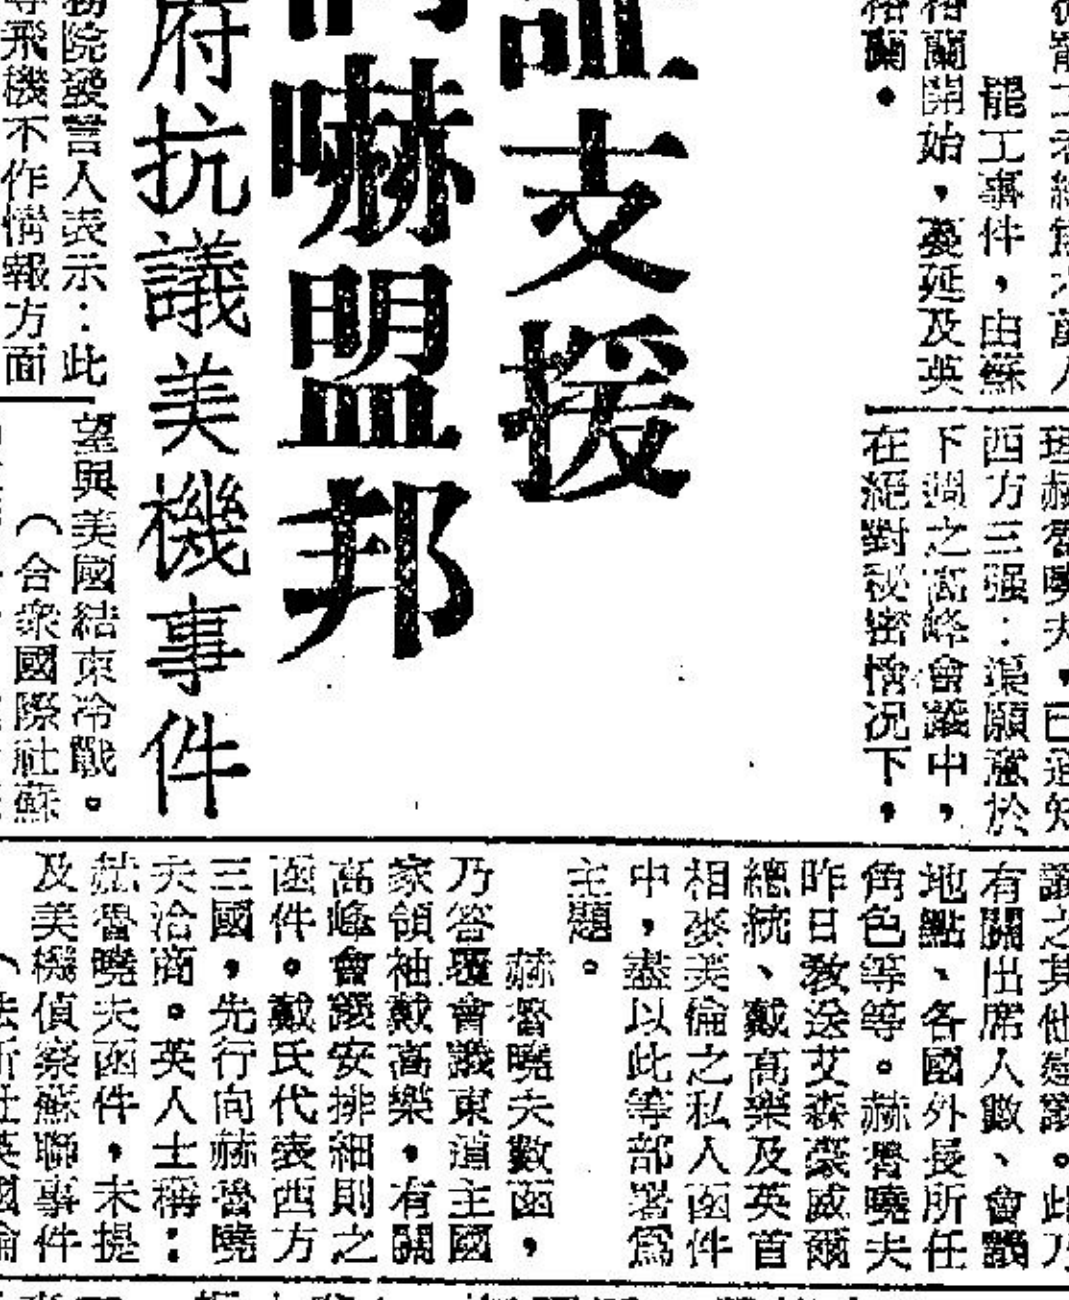 罷工事件，由蘇
格蘭開始，蔓延及英
格蘭。
支援
嚇盟邦
府抗議美機事件
務院發言人表示：此
等飛機不作情報方面
西方三强：渠願意於
下週之高峰會議中，
在絕對秘密情况下，
望與美國結束冷戰。
（合衆國際社蘇
議之其他建議。此乃
有關出席人數、會議
地點、各國外長所任
角色等等。赫魯曉夫
昨日致送艾森豪威爾
總統、戴高樂及英首
相麥美倫之私人函件
中，盡以此等部署爲
主題。
赫魯曉夫數函，
乃答覆會議東道主國
家領袖戴高樂，有關
高峰會議安排細則之
函件。戴氏代表西方
三國，先行向赫魯曉
夫洽商。英人士稱：
赫魯曉夫函件，未提
及美機偵察蘇聯事件